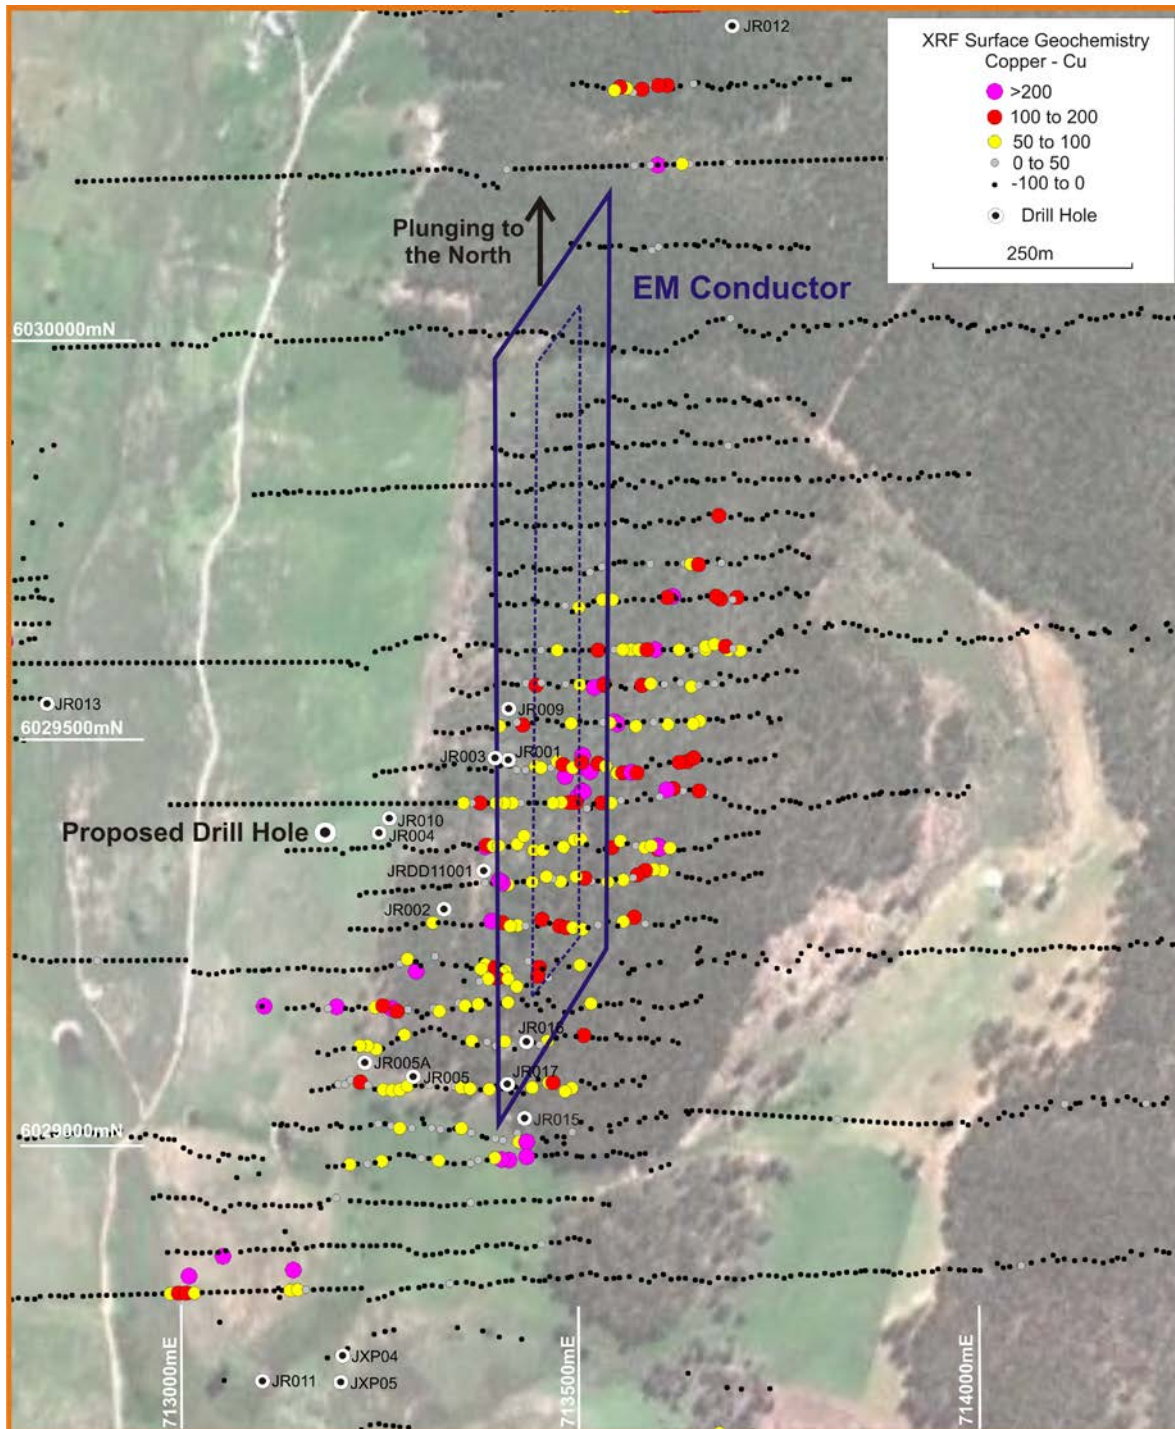 JR012
XRF Surface Geochemistry
Copper - Cu
>200
100 to 200
50 to 100
0 to 50
-100 to 0
Drill Hole
250m
Plunging to
the North
EM Conductor
6030000mN
JR013
JR009
6029500mN
JR003
JR001
JR010
Proposed Drill Hole
JR004
JRDD11001
JR002
JR016
JR005A
JR005
JR017
JR015
6029000mN
713000mE
713500mE
714000mE
JXP04
JR011
JXP05